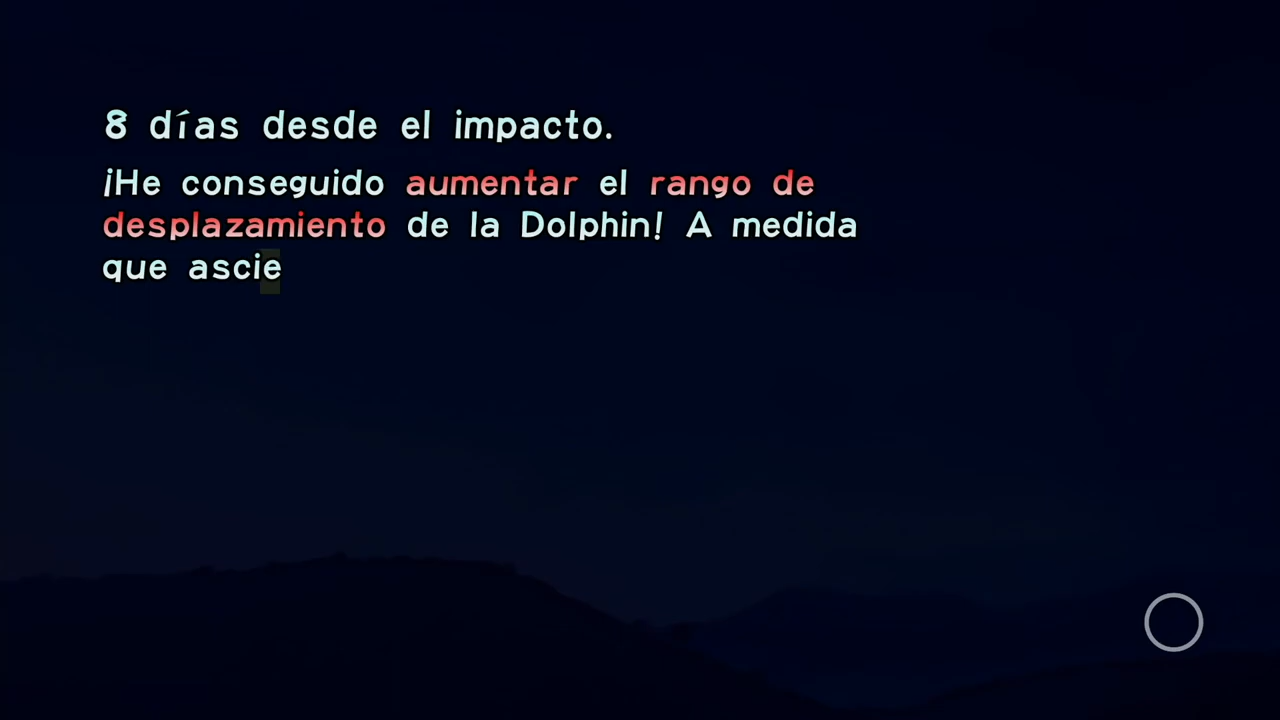 8 días desde el impacto.
¡He conseguido aumentar el rango de
desplazamiento de la Dolphin! A medida
que ascie